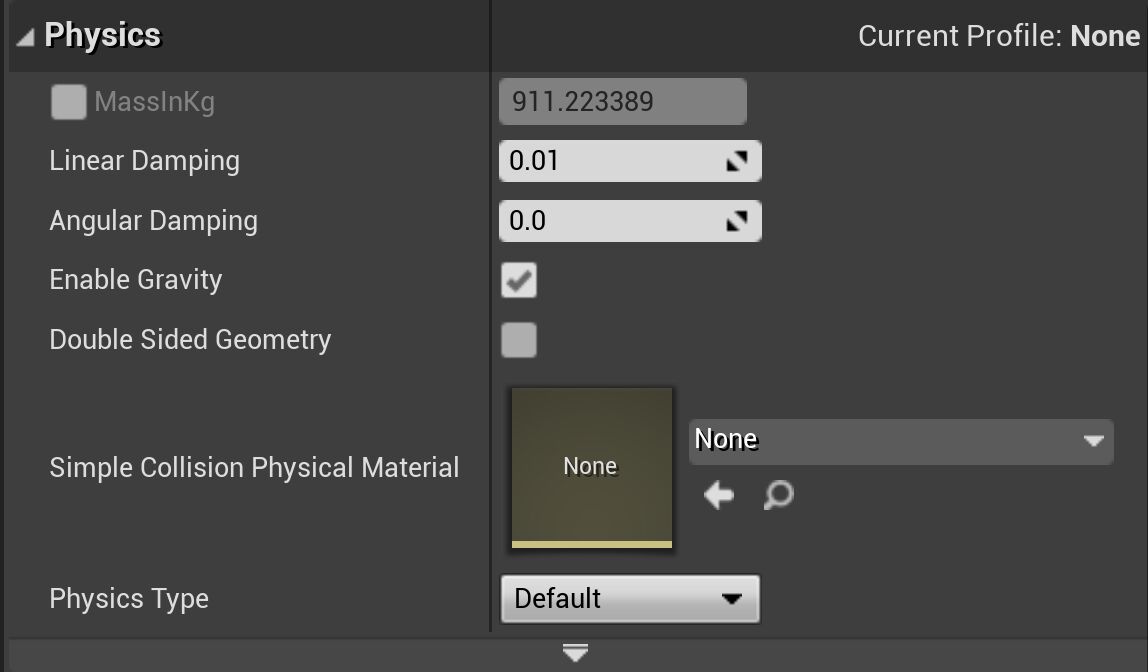 Physics Current Profile: None
MassInKg 911.223389
Linear Damping 0.01
Angular Damping 0.0
Enable Gravity
Double Sided Geometry
Simple Collision Physical Material None None
Physics Type Default